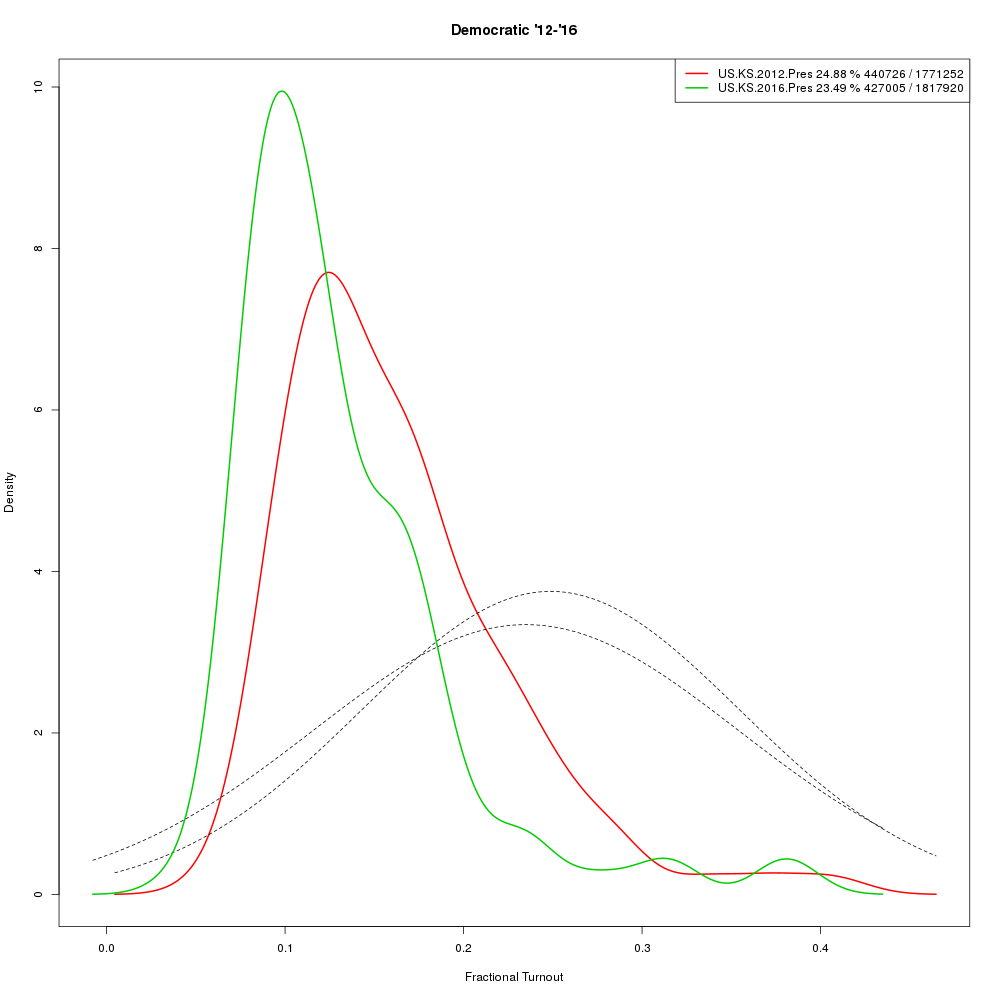 Democratic '12-'16
US.KS.2012.Pres 24.88 % 440726 / 1771252
US.KS.2016.Pres 23.49 % 427005 / 1817920
Density
10
8
6
4
2
0
0.0 0.1 0.2 0.3 0.4
Fractional Turnout